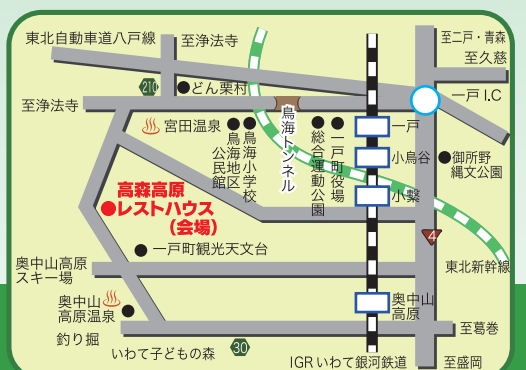 東北自動車道八戸線
至浄法寺
至二戸・青森
至久慈
210
どん栗村
一戸 I.C
至浄法寺
宮田温泉
鳥海地区
公民館
鳥海小学校
鳥海トンネル
総合運動公園
一戸町役場
一戸
小鳥谷
小繋
御所野
縄文公園
高森高原
レストハウス
（会場）
4
一戸町観光天文台
東北新幹線
奥中山高原
スキー場
奥中山
高原温泉
奥中山
高原
釣り掘
至葛巻
いわて子どもの森
30
IGRいわて銀河鉄道
至盛岡